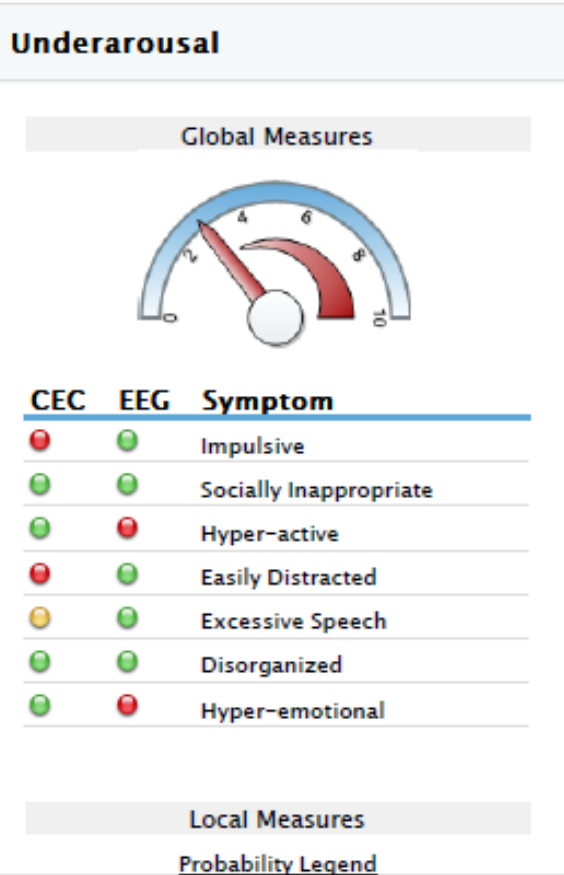 Underarousal
Global Measures
0
2
4
6
8
10
CEC EEG Symptom
Impulsive
Socially Inappropriate
Hyper-active
Easily Distracted
Excessive Speech
Disorganized
Hyper-emotional
Local Measures
Probability Legend